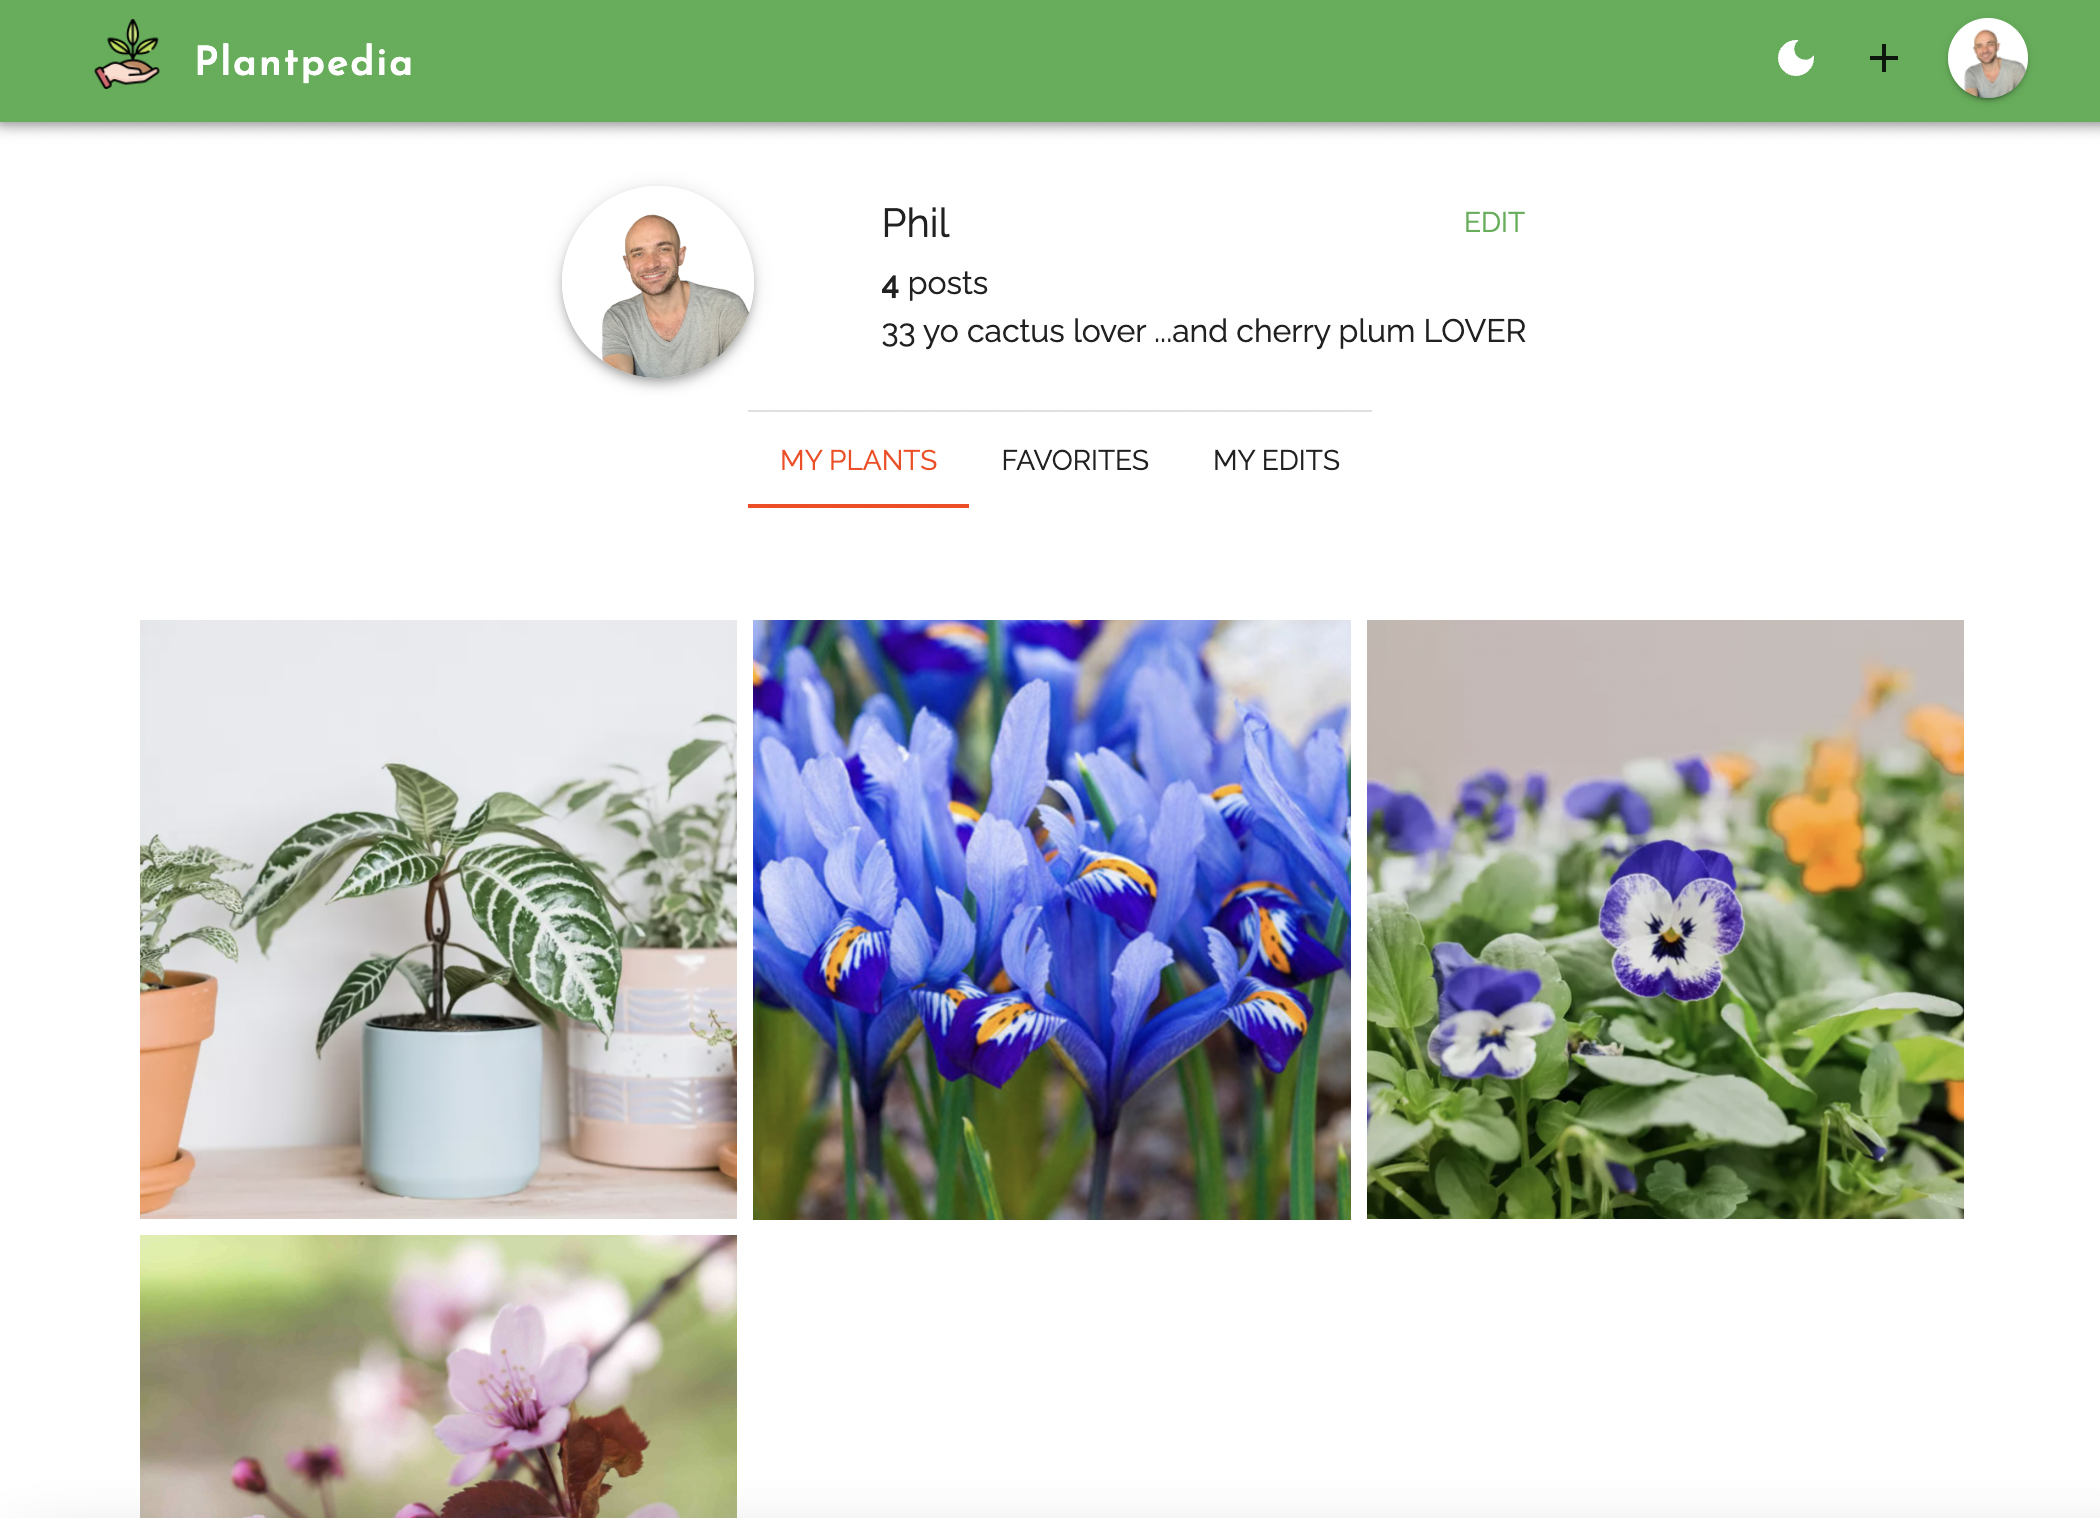 Plantpedia
Phil
EDIT
4 posts
33 yo cactus lover ...and cherry plum LOVER
MY PLANTS
FAVORITES
MY EDITS